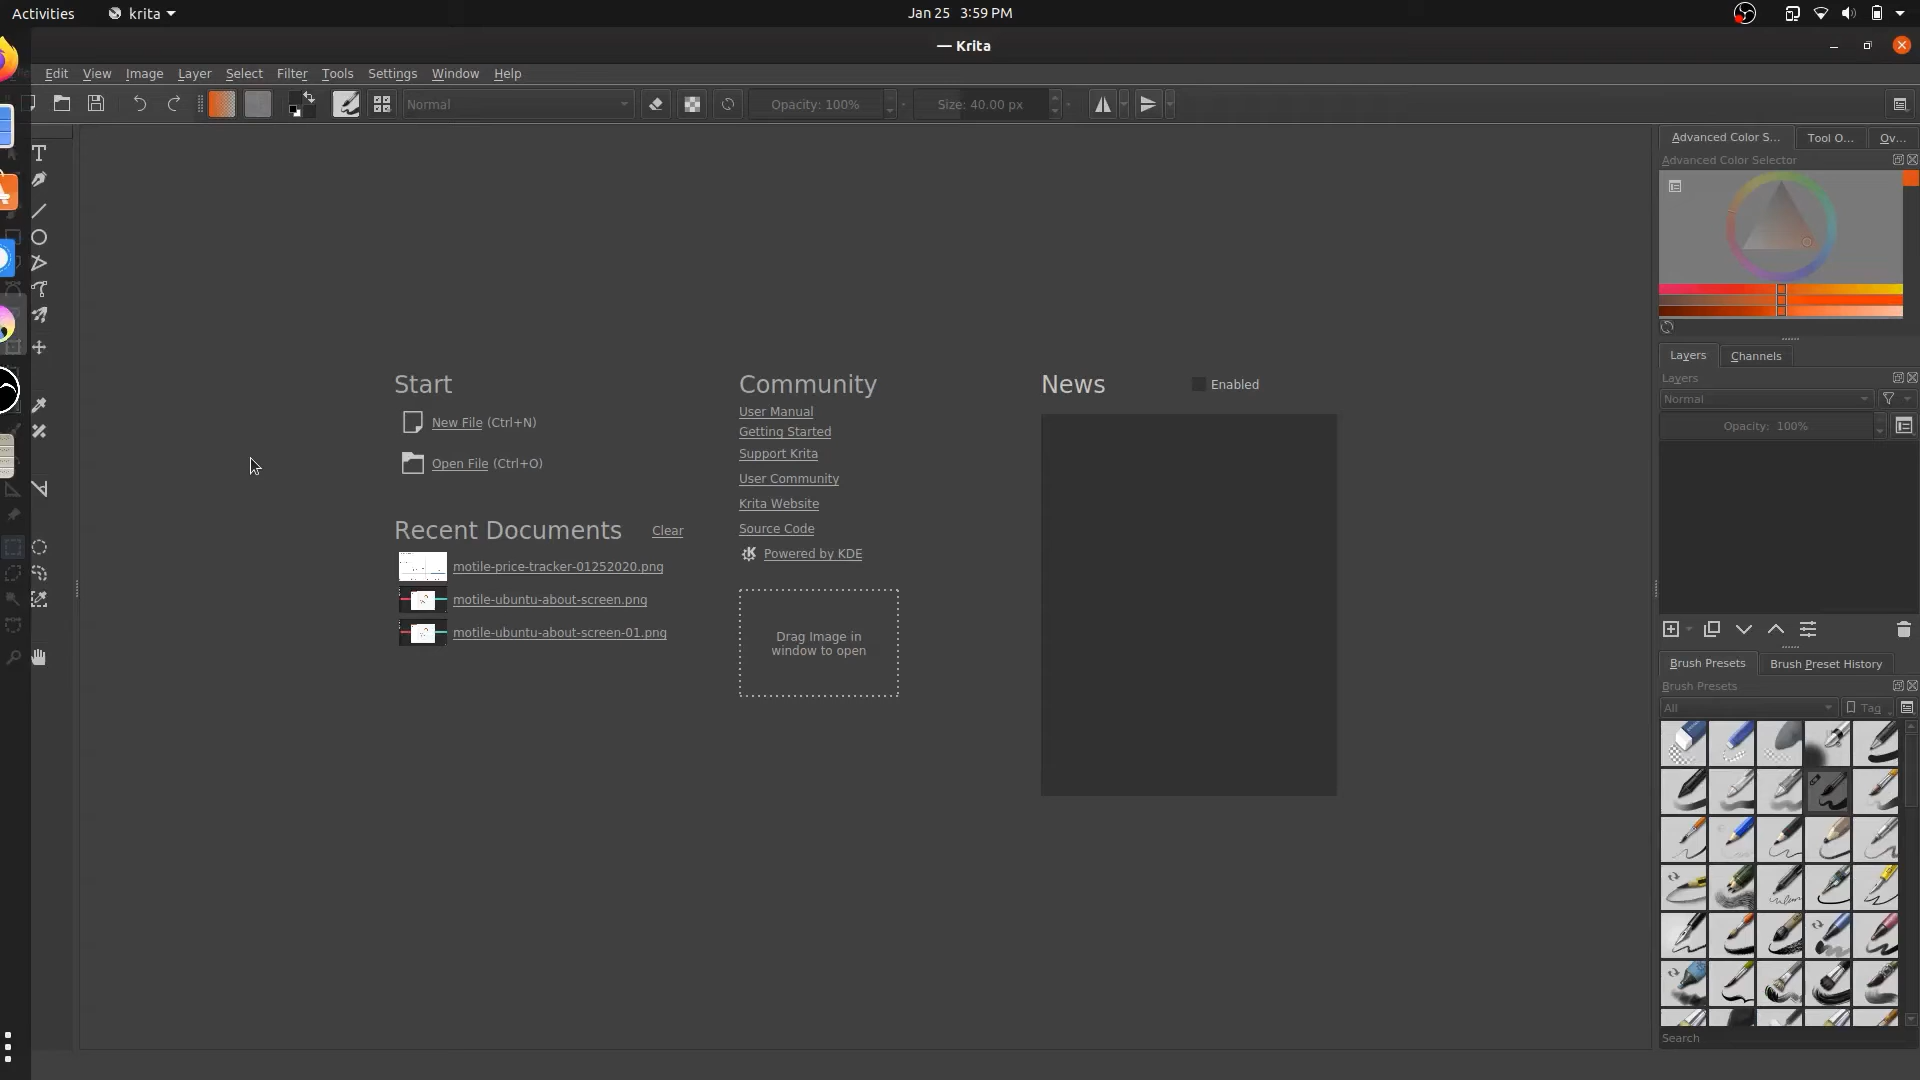 Activities
krita
Jan 25 3:59 PM
— Krita
Edit View Image Layer Select Filter Tools Settings Window Help
Normal
Opacity: 100%
Size: 40.00 px
Advanced Color S...
Tool O...
Ov...
Advanced Color Selector
Layers
Channels
Layers
Normal
Opacity: 100%
Start
New File (Ctrl+N)
Open File (Ctrl+O)
Recent Documents
Clear
motile-price-tracker-01252020.png
motile-ubuntu-about-screen.png
motile-ubuntu-about-screen-01.png
Community
User Manual
Getting Started
Support Krita
User Community
Krita Website
Source Code
Powered by KDE
Drag Image in
window to open
News
Enabled
Brush Presets
Brush Preset History
Brush Presets
All
Tag
Search